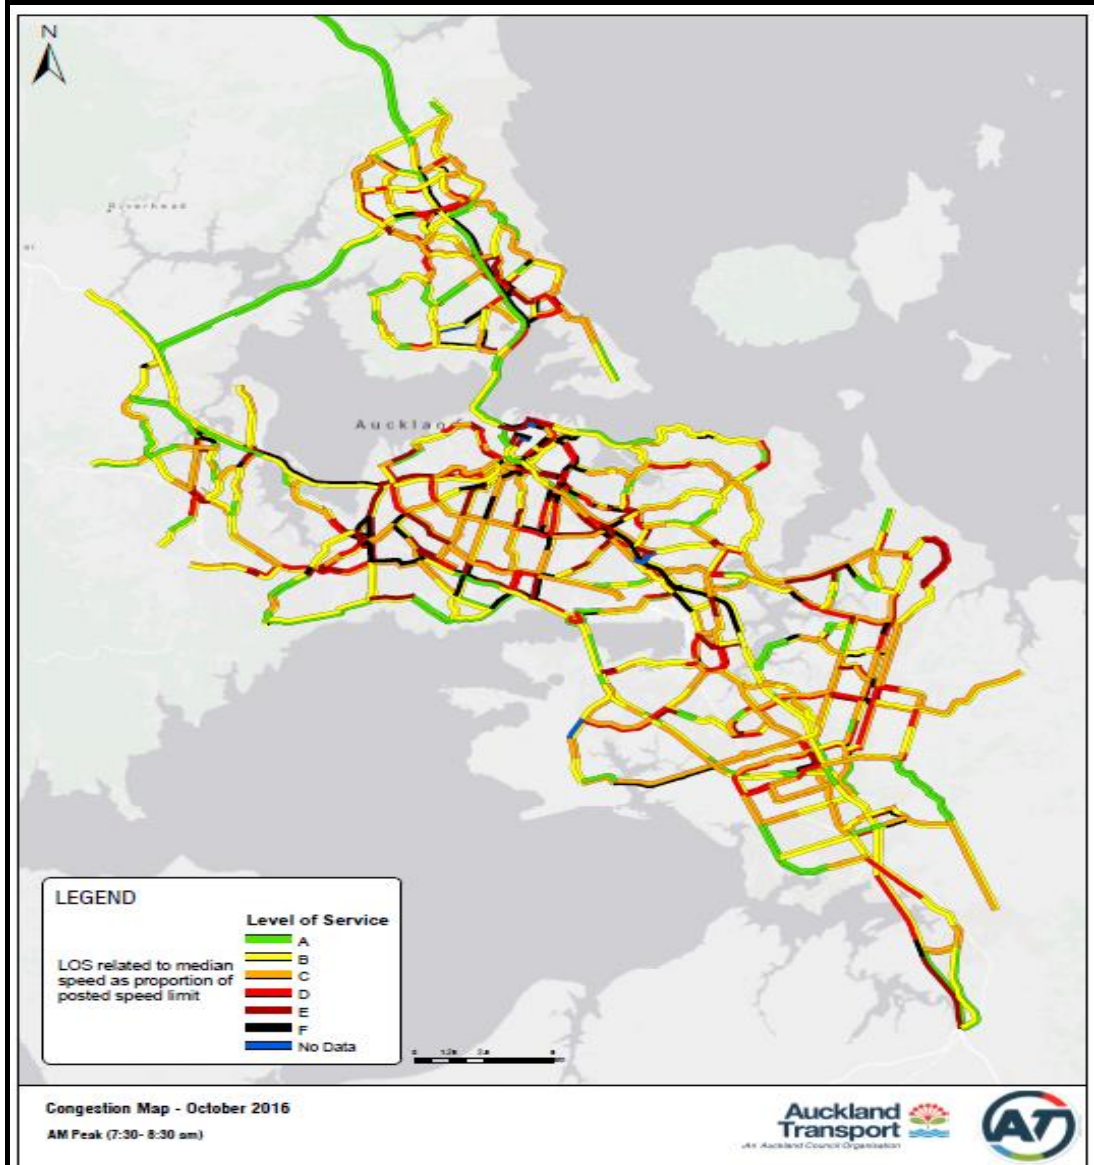 N
Riverhead
Aucklan
LEGEND
Level of Service
A
B
C
D
E
F
No Data
LOS related to median
speed as proportion of
posted speed limit
Congestion Map - October 2016
AM Peak (7:30- 8:30 am)
Auckland
Transport
An Auckland Council Organisation
AT